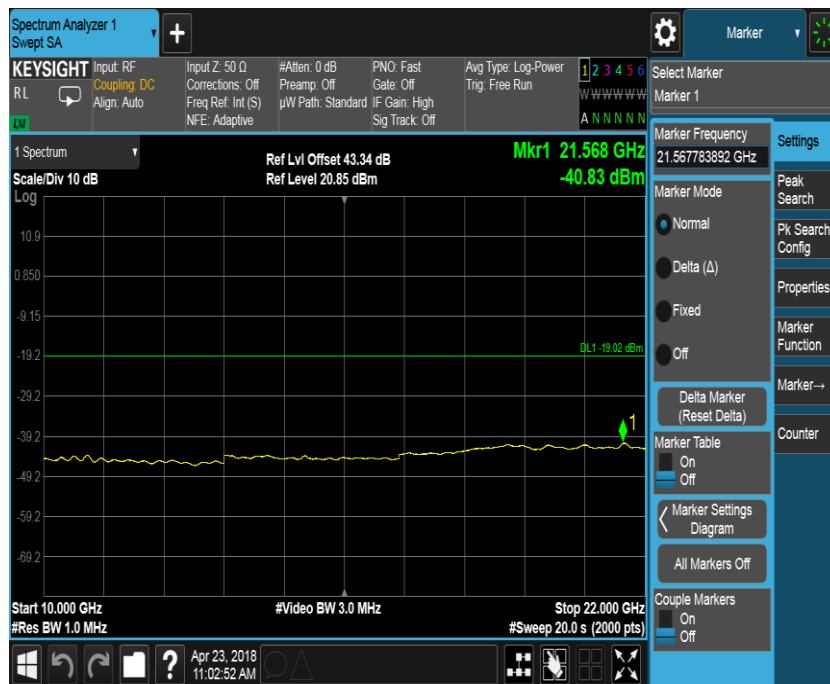 Spectrum Analyzer 1
Swept SA
+
Marker
KEYSIGHT
RL
LXI
Input: RF
Coupling: DC
Align: Auto
Input Z: 50 Ω
Corrections: Off
Freq Ref: Int (S)
NFE: Adaptive
#Atten: 0 dB
Preamp: Off
µW Path: Standard
PNO: Fast
Gate: Off
IF Gain: High
Sig Track: Off
Avg Type: Log-Power
Trig: Free Run
1 2 3 4 5 6
W W W W W W
A N N N N N
Select Marker
Marker 1
1 Spectrum
Scale/Div 10 dB
Log
Ref Lvl Offset 43.34 dB
Ref Level 20.85 dBm
Mkr1 21.568 GHz
-40.83 dBm
10.9
0.850
-9.15
-19.2
-29.2
-39.2
-49.2
-59.2
-69.2
DL1 -19.02 dBm
1
Start 10.000 GHz
#Res BW 1.0 MHz
#Video BW 3.0 MHz
Stop 22.000 GHz
#Sweep 20.0 s (2000 pts)
Marker Frequency
21.567783892 GHz
Marker Mode
Normal
Delta (Δ)
Fixed
Off
Delta Marker
(Reset Delta)
Marker Table
On
Off
Marker Settings
Diagram
All Markers Off
Couple Markers
On
Off
Settings
Peak
Search
Pk Search
Config
Properties
Marker
Function
Marker→
Counter
?
Apr 23, 2018
11:02:52 AM